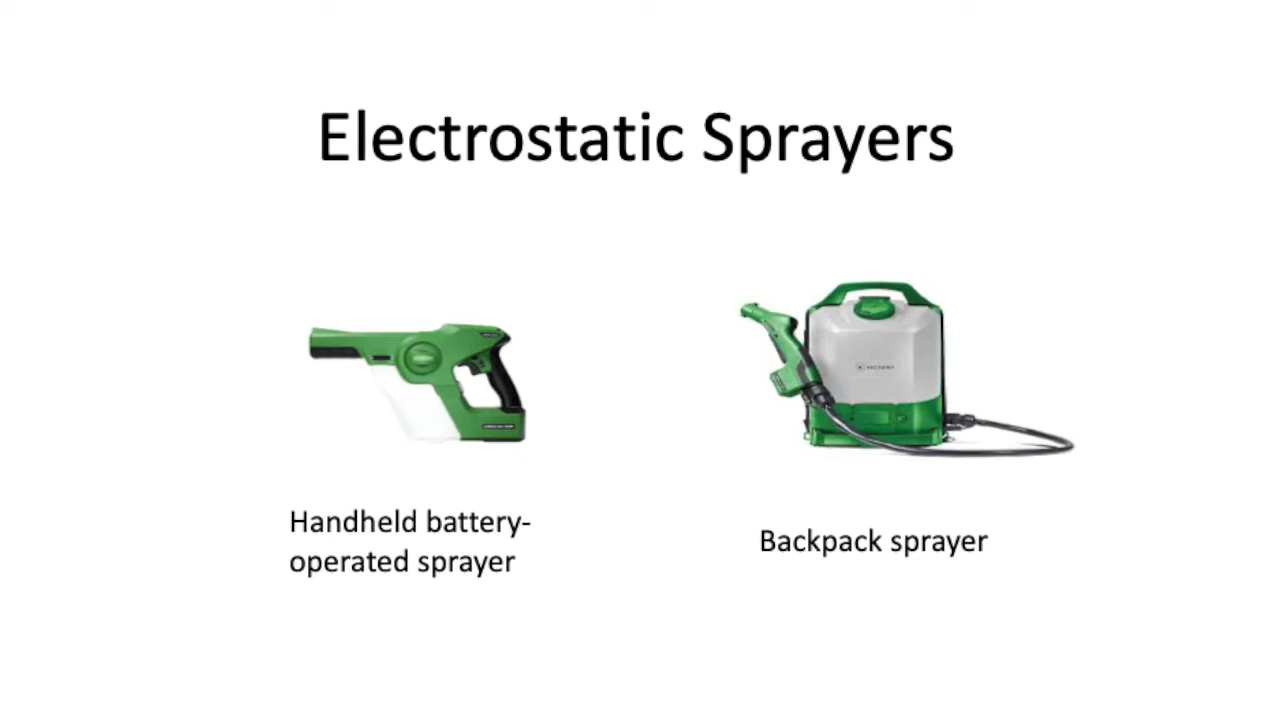 Electrostatic Sprayers
Handheld battery-
operated sprayer
Backpack sprayer